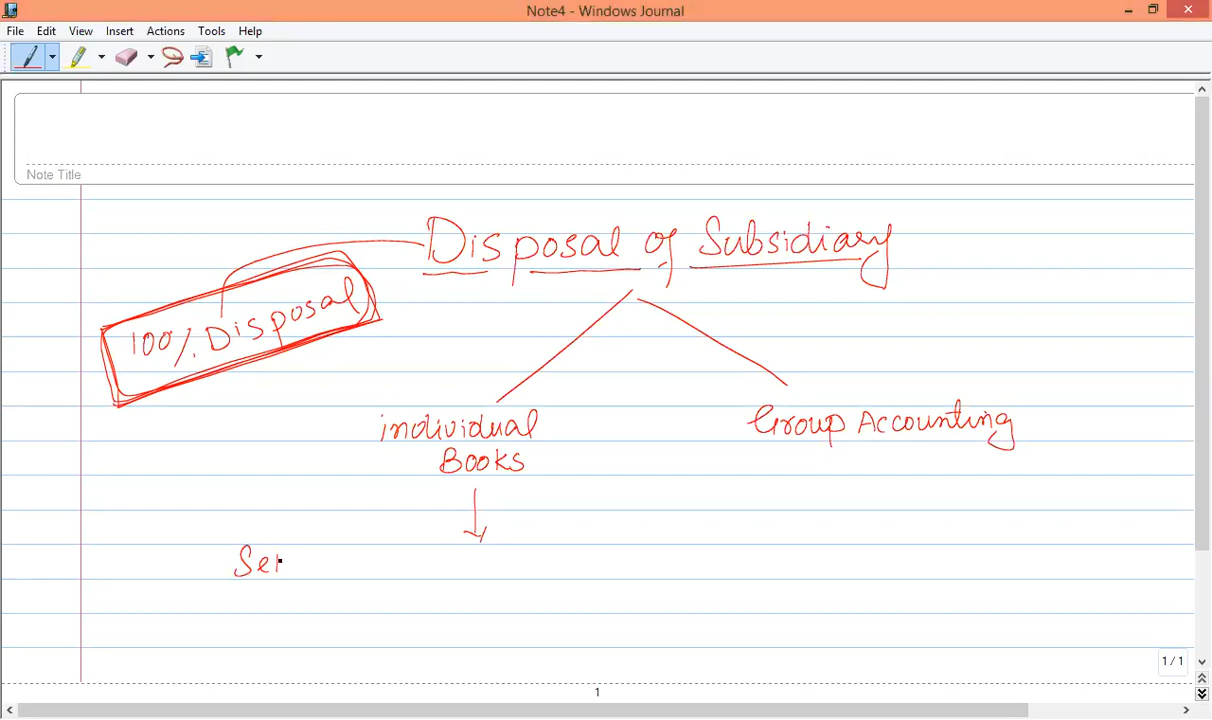 Note4 - Windows Journal
File Edit View Insert Actions Tools Help
Note Title
Disposal of Subsidiary
100% Disposal
individual
Books
Group Accounting
1 / 1
1